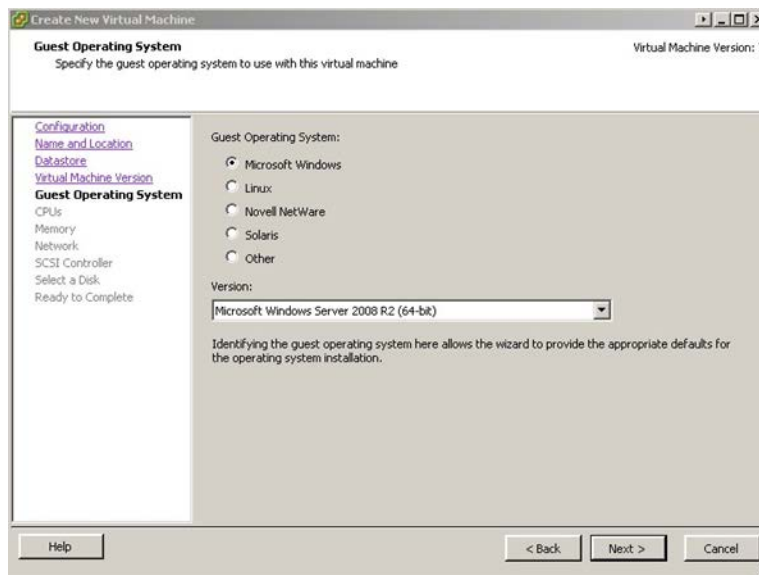 Create New Virtual Machine
Guest Operating System
Specify the guest operating system to use with this virtual machine
Virtual Machine Version:
Configuration
Name and Location
Datastore
Virtual Machine Version
Guest Operating System
CPUs
Memory
Network
SCSI Controller
Select a Disk
Ready to Complete
Guest Operating System:
Microsoft Windows
Linux
Novell NetWare
Solaris
Other
Version:
Microsoft Windows Server 2008 R2 (64-bit)
Identifying the guest operating system here allows the wizard to provide the appropriate defaults for
the operating system installation.
Help
< Back
Next >
Cancel